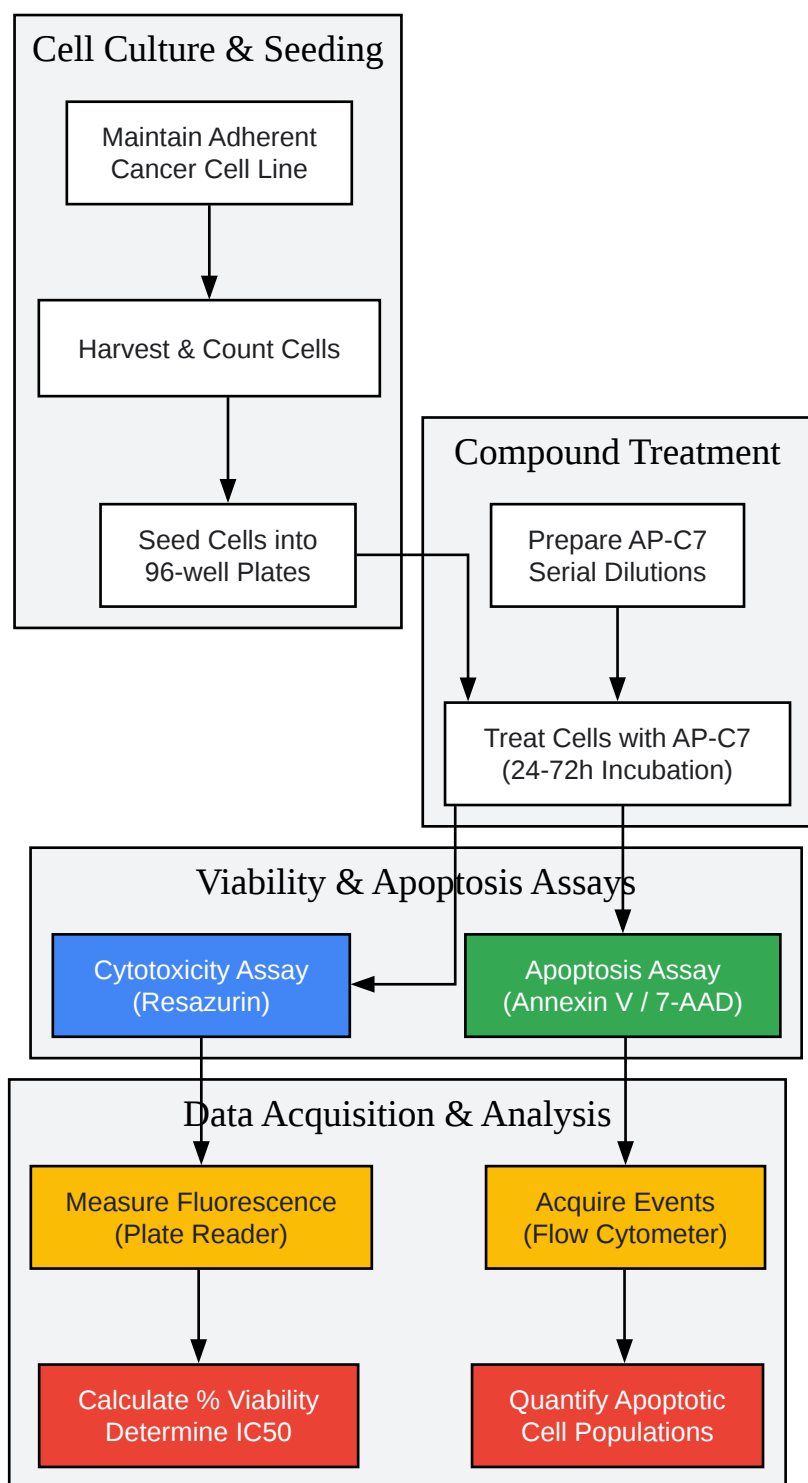 Cell Culture & Seeding
Maintain Adherent
Cancer Cell Line
Harvest & Count Cells
Seed Cells into
96-well Plates
Compound Treatment
Prepare AP-C7
Serial Dilutions
Treat Cells with AP-C7
(24-72h Incubation)
Viability & Apoptosis Assays
Cytotoxicity Assay
(Resazurin)
Apoptosis Assay
(Annexin V / 7-AAD)
Data Acquisition & Analysis
Measure Fluorescence
(Plate Reader)
Acquire Events
(Flow Cytometer)
Calculate % Viability
Determine IC50
Quantify Apoptotic
Cell Populations